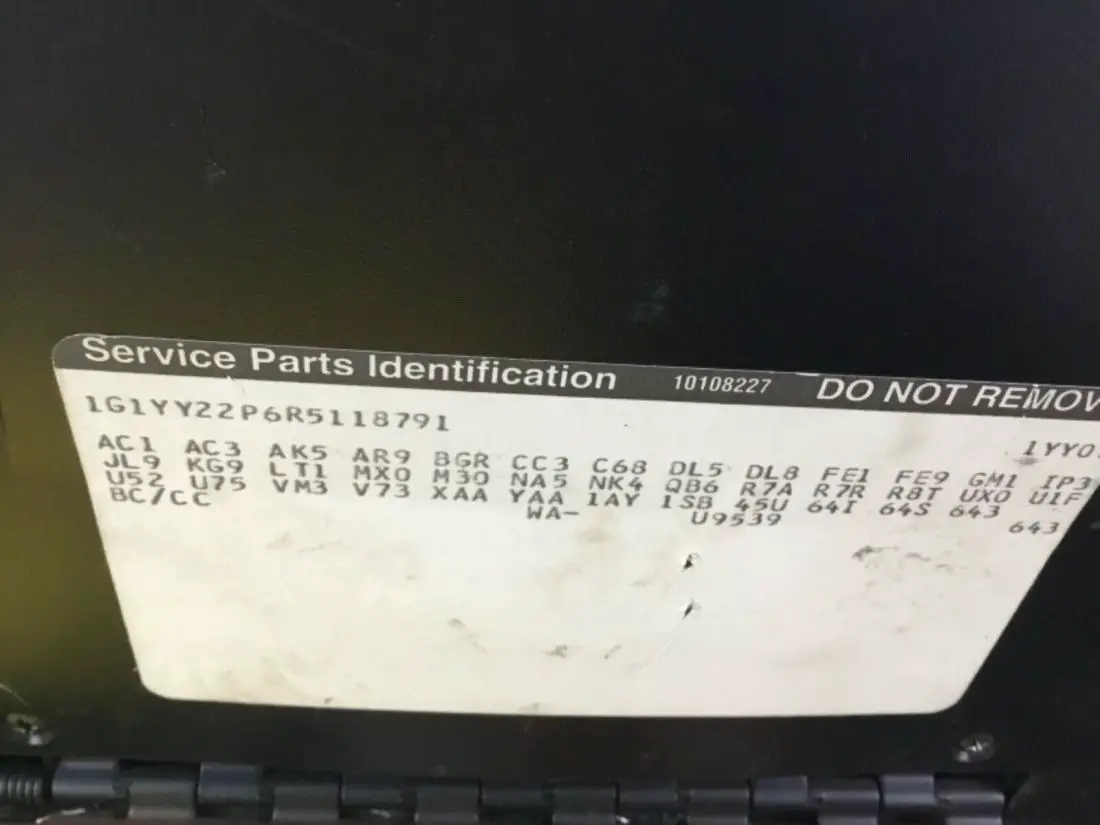 Service Parts Identification 10108227 DO NOT REMOV
1G1YY22P6R5118791 1YY0
AC1 AC3 AK5 AR9 BGR CC3 C68 DL5 DL8 FE1 FE9 GM1 IP3
JL9 KG9 LT1 MX0 M30 NA5 NK4 QB6 R7A R7R R8T UX0 U1F
U52 U75 VM3 V73 XAA YAA 1AY 1SB 45U 64I 64S 643
BC/CC WA- U9539 643